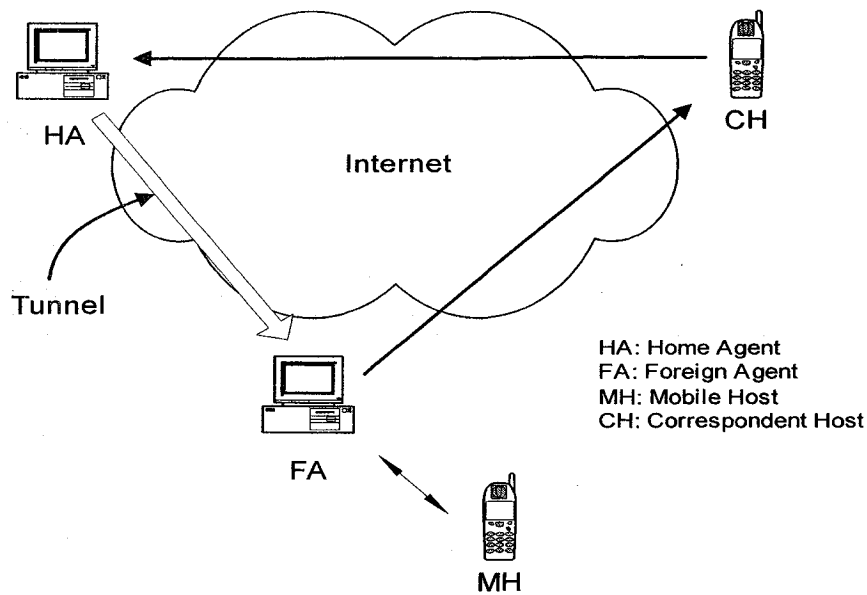 HA
CH
Internet
Tunnel
HA: Home Agent
FA: Foreign Agent
MH: Mobile Host
CH: Correspondent Host
FA
MH